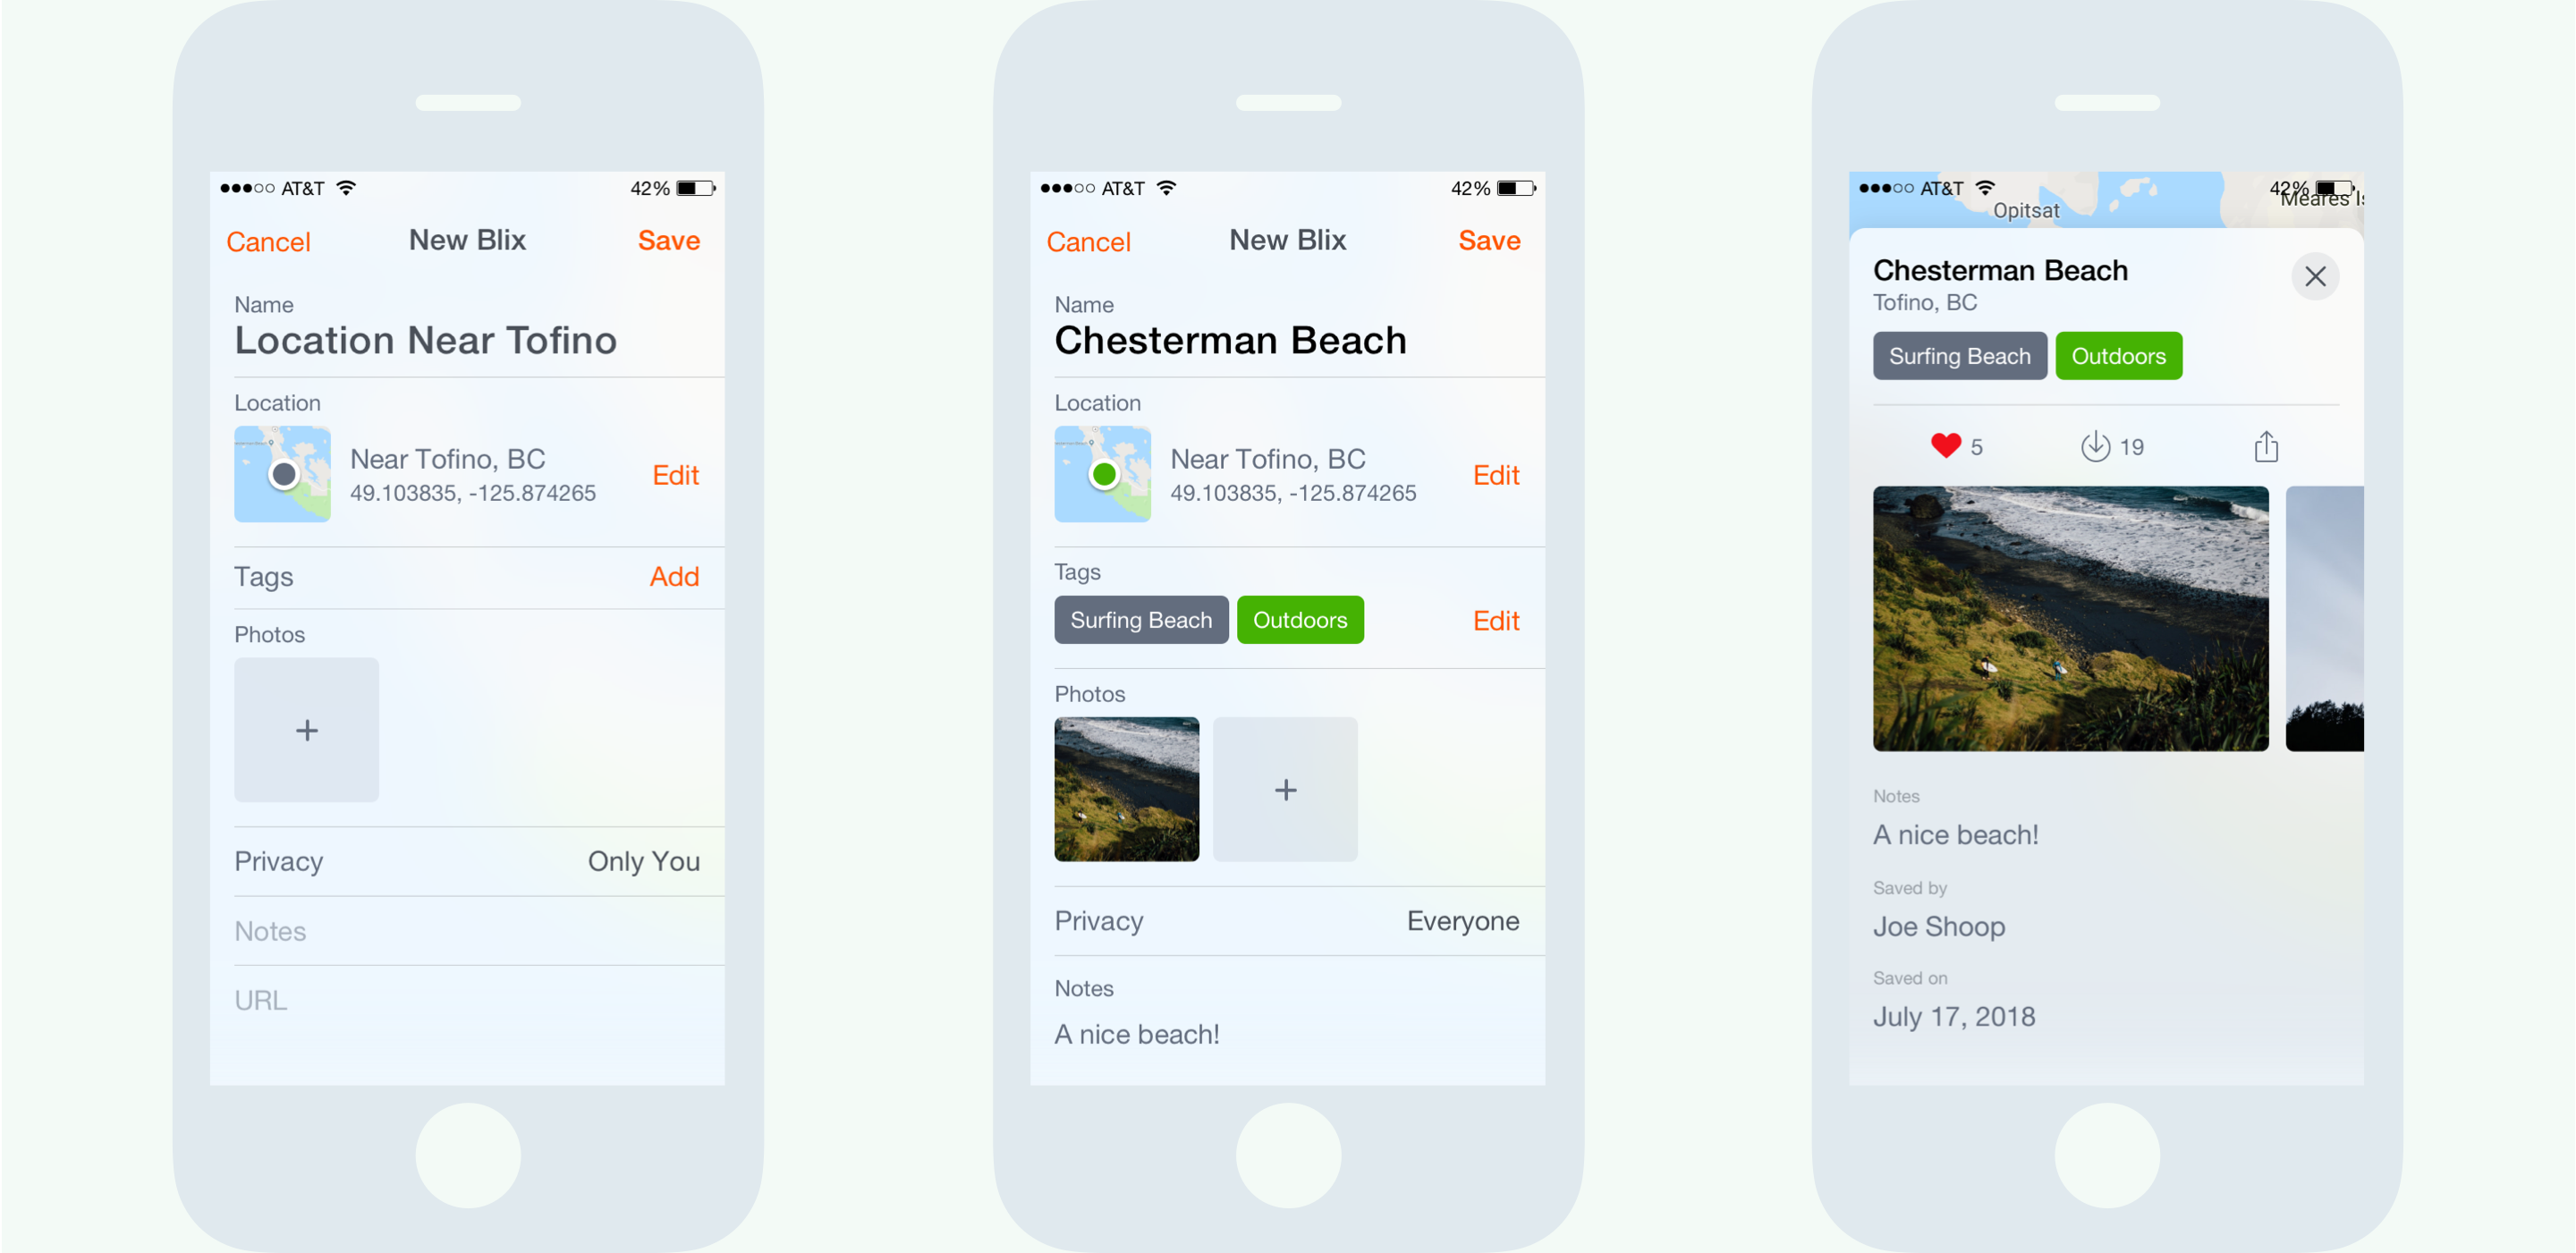 AT&T 42%
Cancel New Blix Save
Name
Location Near Tofino
Location
Near Tofino, BC
49.103835, -125.874265
Edit
Tags Add
Photos
+
Privacy Only You
Notes
URL
AT&T 42%
Cancel New Blix Save
Name
Chesterman Beach
Location
Near Tofino, BC
49.103835, -125.874265
Edit
Tags
Surfing Beach Outdoors Edit
Photos
+
Privacy Everyone
Notes
A nice beach!
AT&T 42%
Opitsat
Meares Is
Chesterman Beach
Tofino, BC
Surfing Beach Outdoors
5 19
Notes
A nice beach!
Saved by
Joe Shoop
Saved on
July 17, 2018